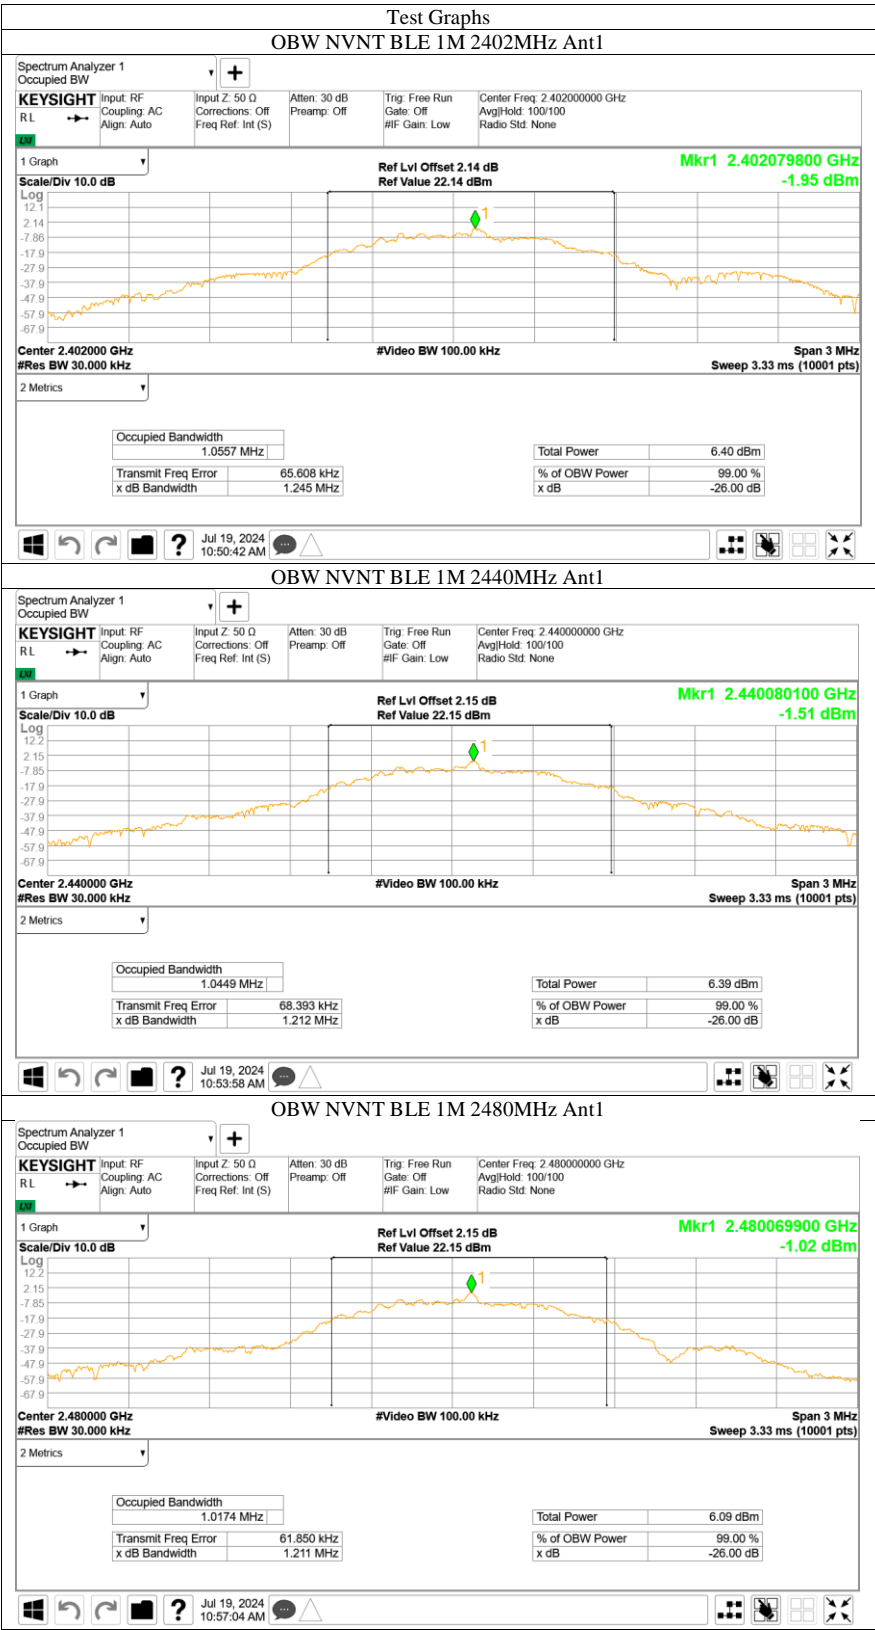 Test Graphs
OBW NVNT BLE 1M 2402MHz Ant1
Spectrum Analyzer 1
Occupied BW
KEYSIGHT
RL
LXI
Input: RF
Coupling: AC
Align: Auto
Input Z: 50 Ω
Corrections: Off
Freq Ref: Int (S)
Atten: 30 dB
Preamp: Off
Trig: Free Run
Gate: Off
#IF Gain: Low
Center Freq: 2.402000000 GHz
Avg|Hold: 100/100
Radio Std: None
1 Graph
Scale/Div 10.0 dB
Ref Lvl Offset 2.14 dB
Ref Value 22.14 dBm
Mkr1 2.402079800 GHz
-1.95 dBm
Log
12.1
2.14
-7.86
-17.9
-27.9
-37.9
-47.9
-57.9
-67.9
1
Center 2.402000 GHz
#Res BW 30.000 kHz
#Video BW 100.00 kHz
Span 3 MHz
Sweep 3.33 ms (10001 pts)
2 Metrics
Occupied Bandwidth
1.0557 MHz
Transmit Freq Error 65.608 kHz
x dB Bandwidth 1.245 MHz
Total Power 6.40 dBm
% of OBW Power 99.00 %
x dB -26.00 dB
Jul 19, 2024
10:50:42 AM
OBW NVNT BLE 1M 2440MHz Ant1
Spectrum Analyzer 1
Occupied BW
KEYSIGHT
RL
LXI
Input: RF
Coupling: AC
Align: Auto
Input Z: 50 Ω
Corrections: Off
Freq Ref: Int (S)
Atten: 30 dB
Preamp: Off
Trig: Free Run
Gate: Off
#IF Gain: Low
Center Freq: 2.440000000 GHz
Avg|Hold: 100/100
Radio Std: None
1 Graph
Scale/Div 10.0 dB
Ref Lvl Offset 2.15 dB
Ref Value 22.15 dBm
Mkr1 2.440080100 GHz
-1.51 dBm
Log
12.2
2.15
-7.85
-17.9
-27.9
-37.9
-47.9
-57.9
-67.9
1
Center 2.440000 GHz
#Res BW 30.000 kHz
#Video BW 100.00 kHz
Span 3 MHz
Sweep 3.33 ms (10001 pts)
2 Metrics
Occupied Bandwidth
1.0449 MHz
Transmit Freq Error 68.393 kHz
x dB Bandwidth 1.212 MHz
Total Power 6.39 dBm
% of OBW Power 99.00 %
x dB -26.00 dB
Jul 19, 2024
10:53:58 AM
OBW NVNT BLE 1M 2480MHz Ant1
Spectrum Analyzer 1
Occupied BW
KEYSIGHT
RL
LXI
Input: RF
Coupling: AC
Align: Auto
Input Z: 50 Ω
Corrections: Off
Freq Ref: Int (S)
Atten: 30 dB
Preamp: Off
Trig: Free Run
Gate: Off
#IF Gain: Low
Center Freq: 2.480000000 GHz
Avg|Hold: 100/100
Radio Std: None
1 Graph
Scale/Div 10.0 dB
Ref Lvl Offset 2.15 dB
Ref Value 22.15 dBm
Mkr1 2.480069900 GHz
-1.02 dBm
Log
12.2
2.15
-7.85
-17.9
-27.9
-37.9
-47.9
-57.9
-67.9
1
Center 2.480000 GHz
#Res BW 30.000 kHz
#Video BW 100.00 kHz
Span 3 MHz
Sweep 3.33 ms (10001 pts)
2 Metrics
Occupied Bandwidth
1.0174 MHz
Transmit Freq Error 61.850 kHz
x dB Bandwidth 1.211 MHz
Total Power 6.09 dBm
% of OBW Power 99.00 %
x dB -26.00 dB
Jul 19, 2024
10:57:04 AM